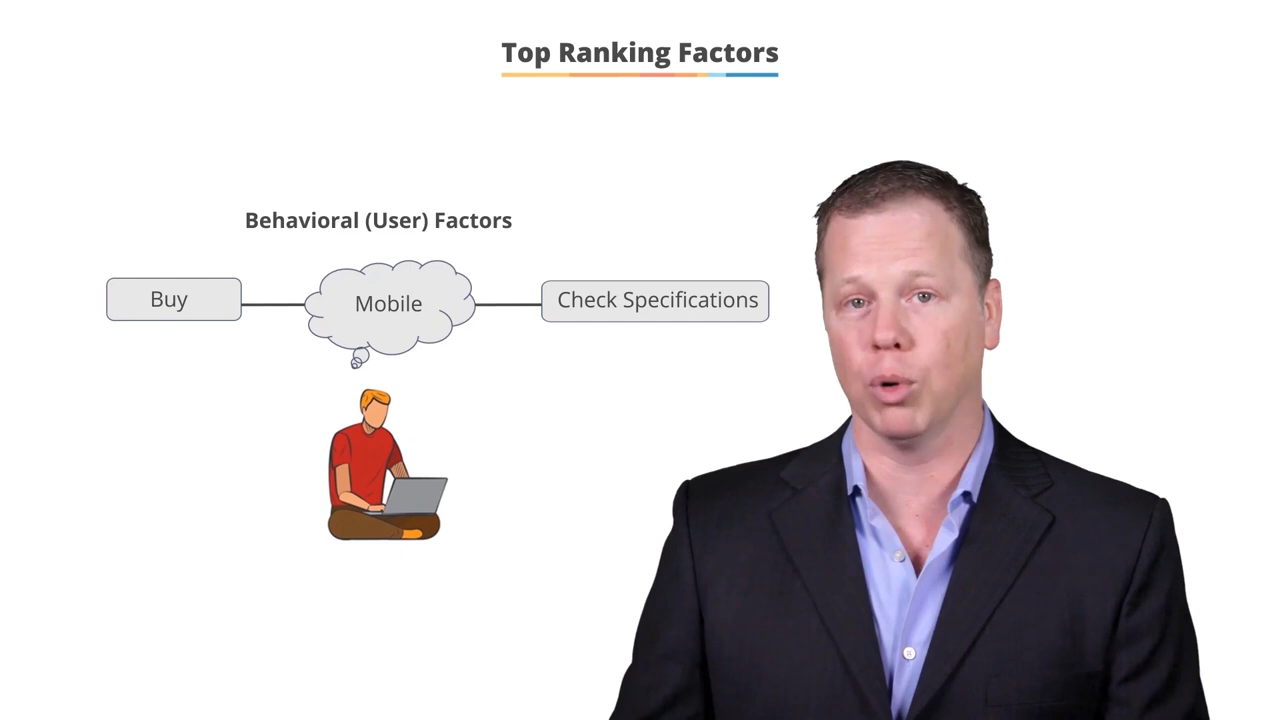 Top Ranking Factors
Behavioral (User) Factors
Buy
Mobile
Check Specifications